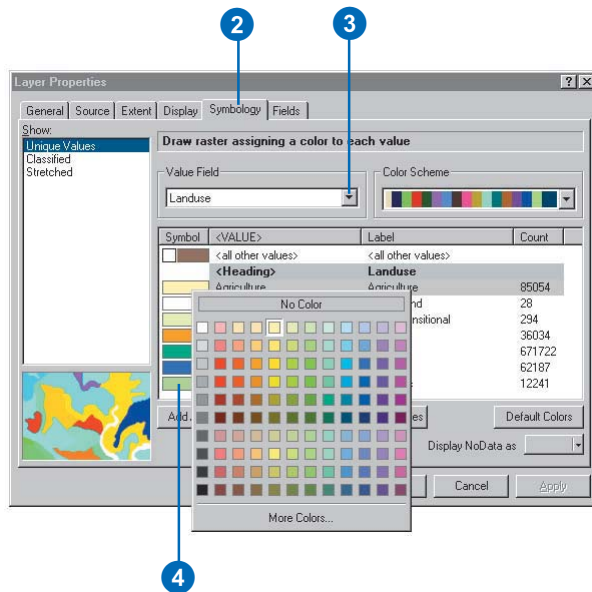 2 3
Layer Properties ? X
General Source Extent Display Symbology Fields
Show:
Unique Values
Classified
Stretched
Draw raster assigning a color to each value
Value Field
Landuse
Color Scheme
Symbol <VALUE> Label Count
<all other values> <all other values>
<Heading> Landuse
Agriculture Agriculture 85054
nd 28
nsitional 294
36034
671722
62187
12241
Add es Default Colors
Display NoData as
Cancel Apply
No Color
More Colors...
4